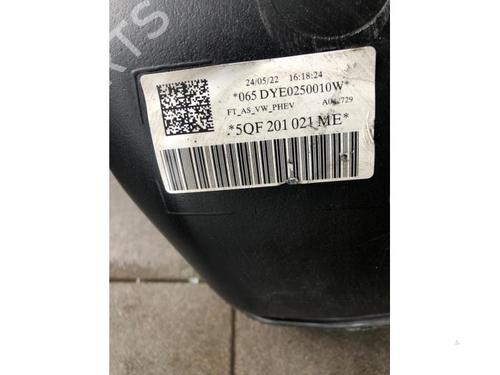 24/05/22 16:18:24
*065 DYE0250010W*
FT_AS_VW_PHEV
*5QF 201 021 ME*